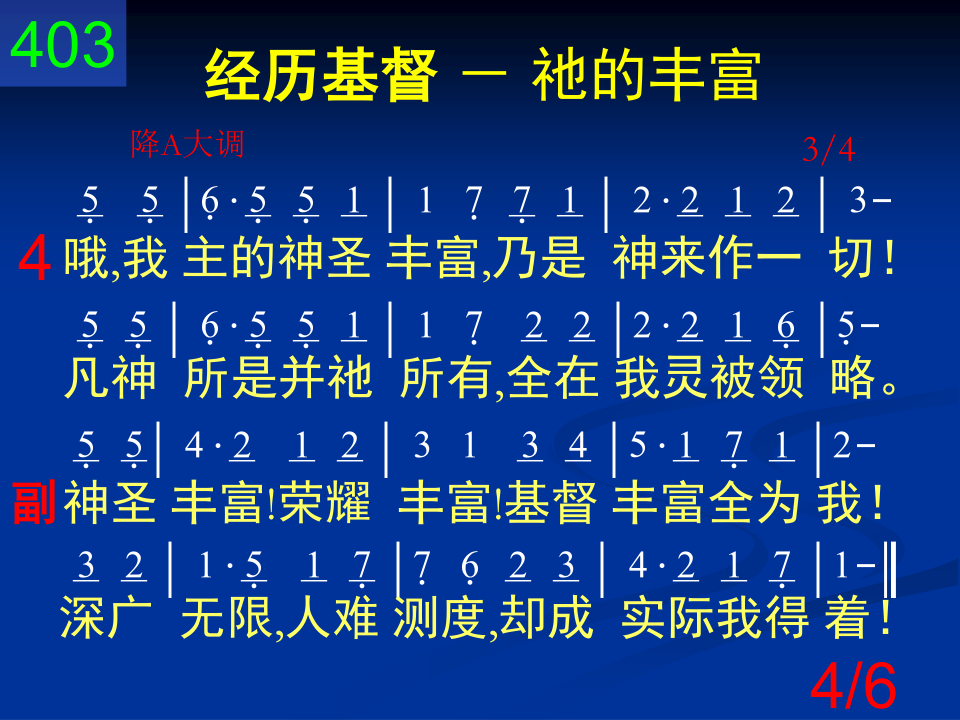 403
经历基督 － 祂的丰富
降A大调 3/4
5̣ 5̣ | 6̣ · 5̣ 5̣ 1 | 1 7̣ 7̣ 1 | 2 · 2 1 2 | 3-
4 哦,我 主的神圣 丰富,乃是 神来作一 切!
5̣ 5̣ | 6̣ · 5̣ 5̣ 1 | 1 7̣ 2 2 | 2 · 2 1 6̣ | 5̣-
凡神 所是并祂 所有,全在 我灵被领 略。
5̣ 5̣ | 4 · 2 1 2 | 3 1 3 4 | 5 · 1 7̣ 1 | 2-
副 神圣 丰富!荣耀 丰富!基督 丰富全为 我!
3 2 | 1 · 5̣ 1 7̣ | 7̣ 6̣ 2 3 | 4 · 2 1 7̣ | 1-‖
深广 无限,人难 测度,却成 实际我得 着!
4/6